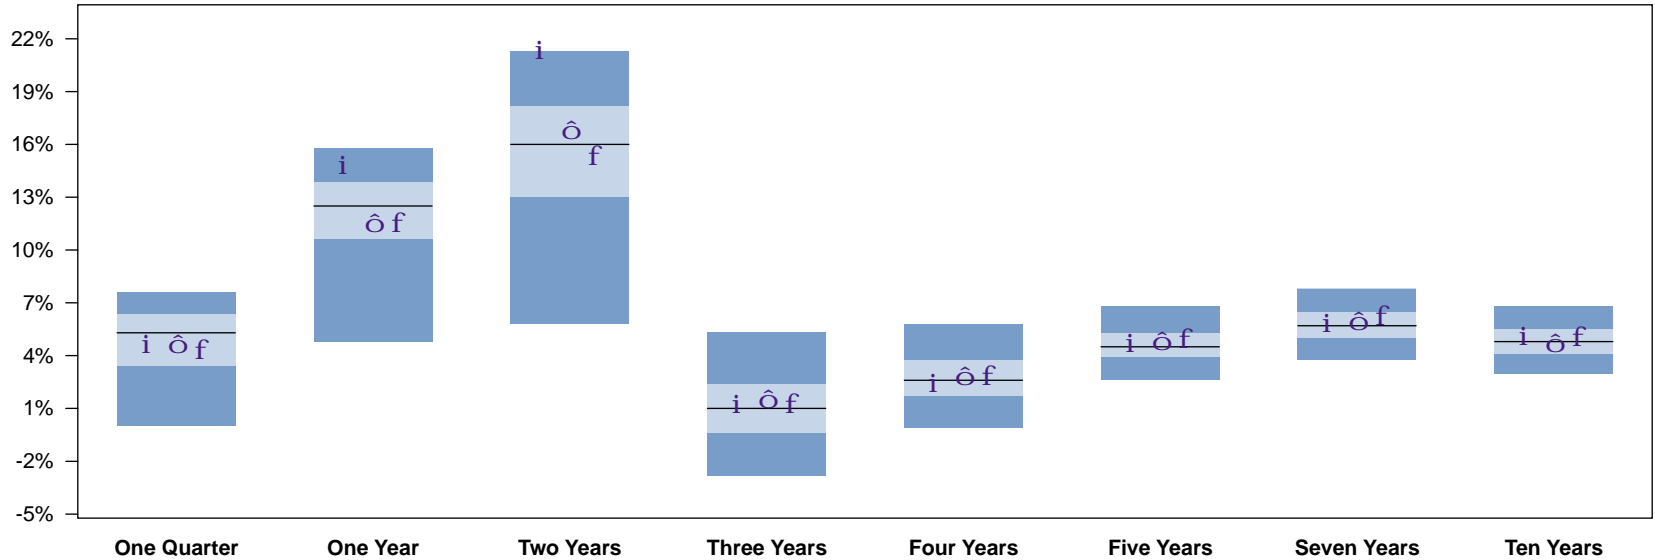 22%
19%
16%
13%
10%
7%
4%
1%
-2%
-5%
i ô f
i ô f
i ô f
i ô f
i ô f
i ô f
i ô f
i ô f
One Quarter One Year Two Years Three Years Four Years Five Years Seven Years Ten Years